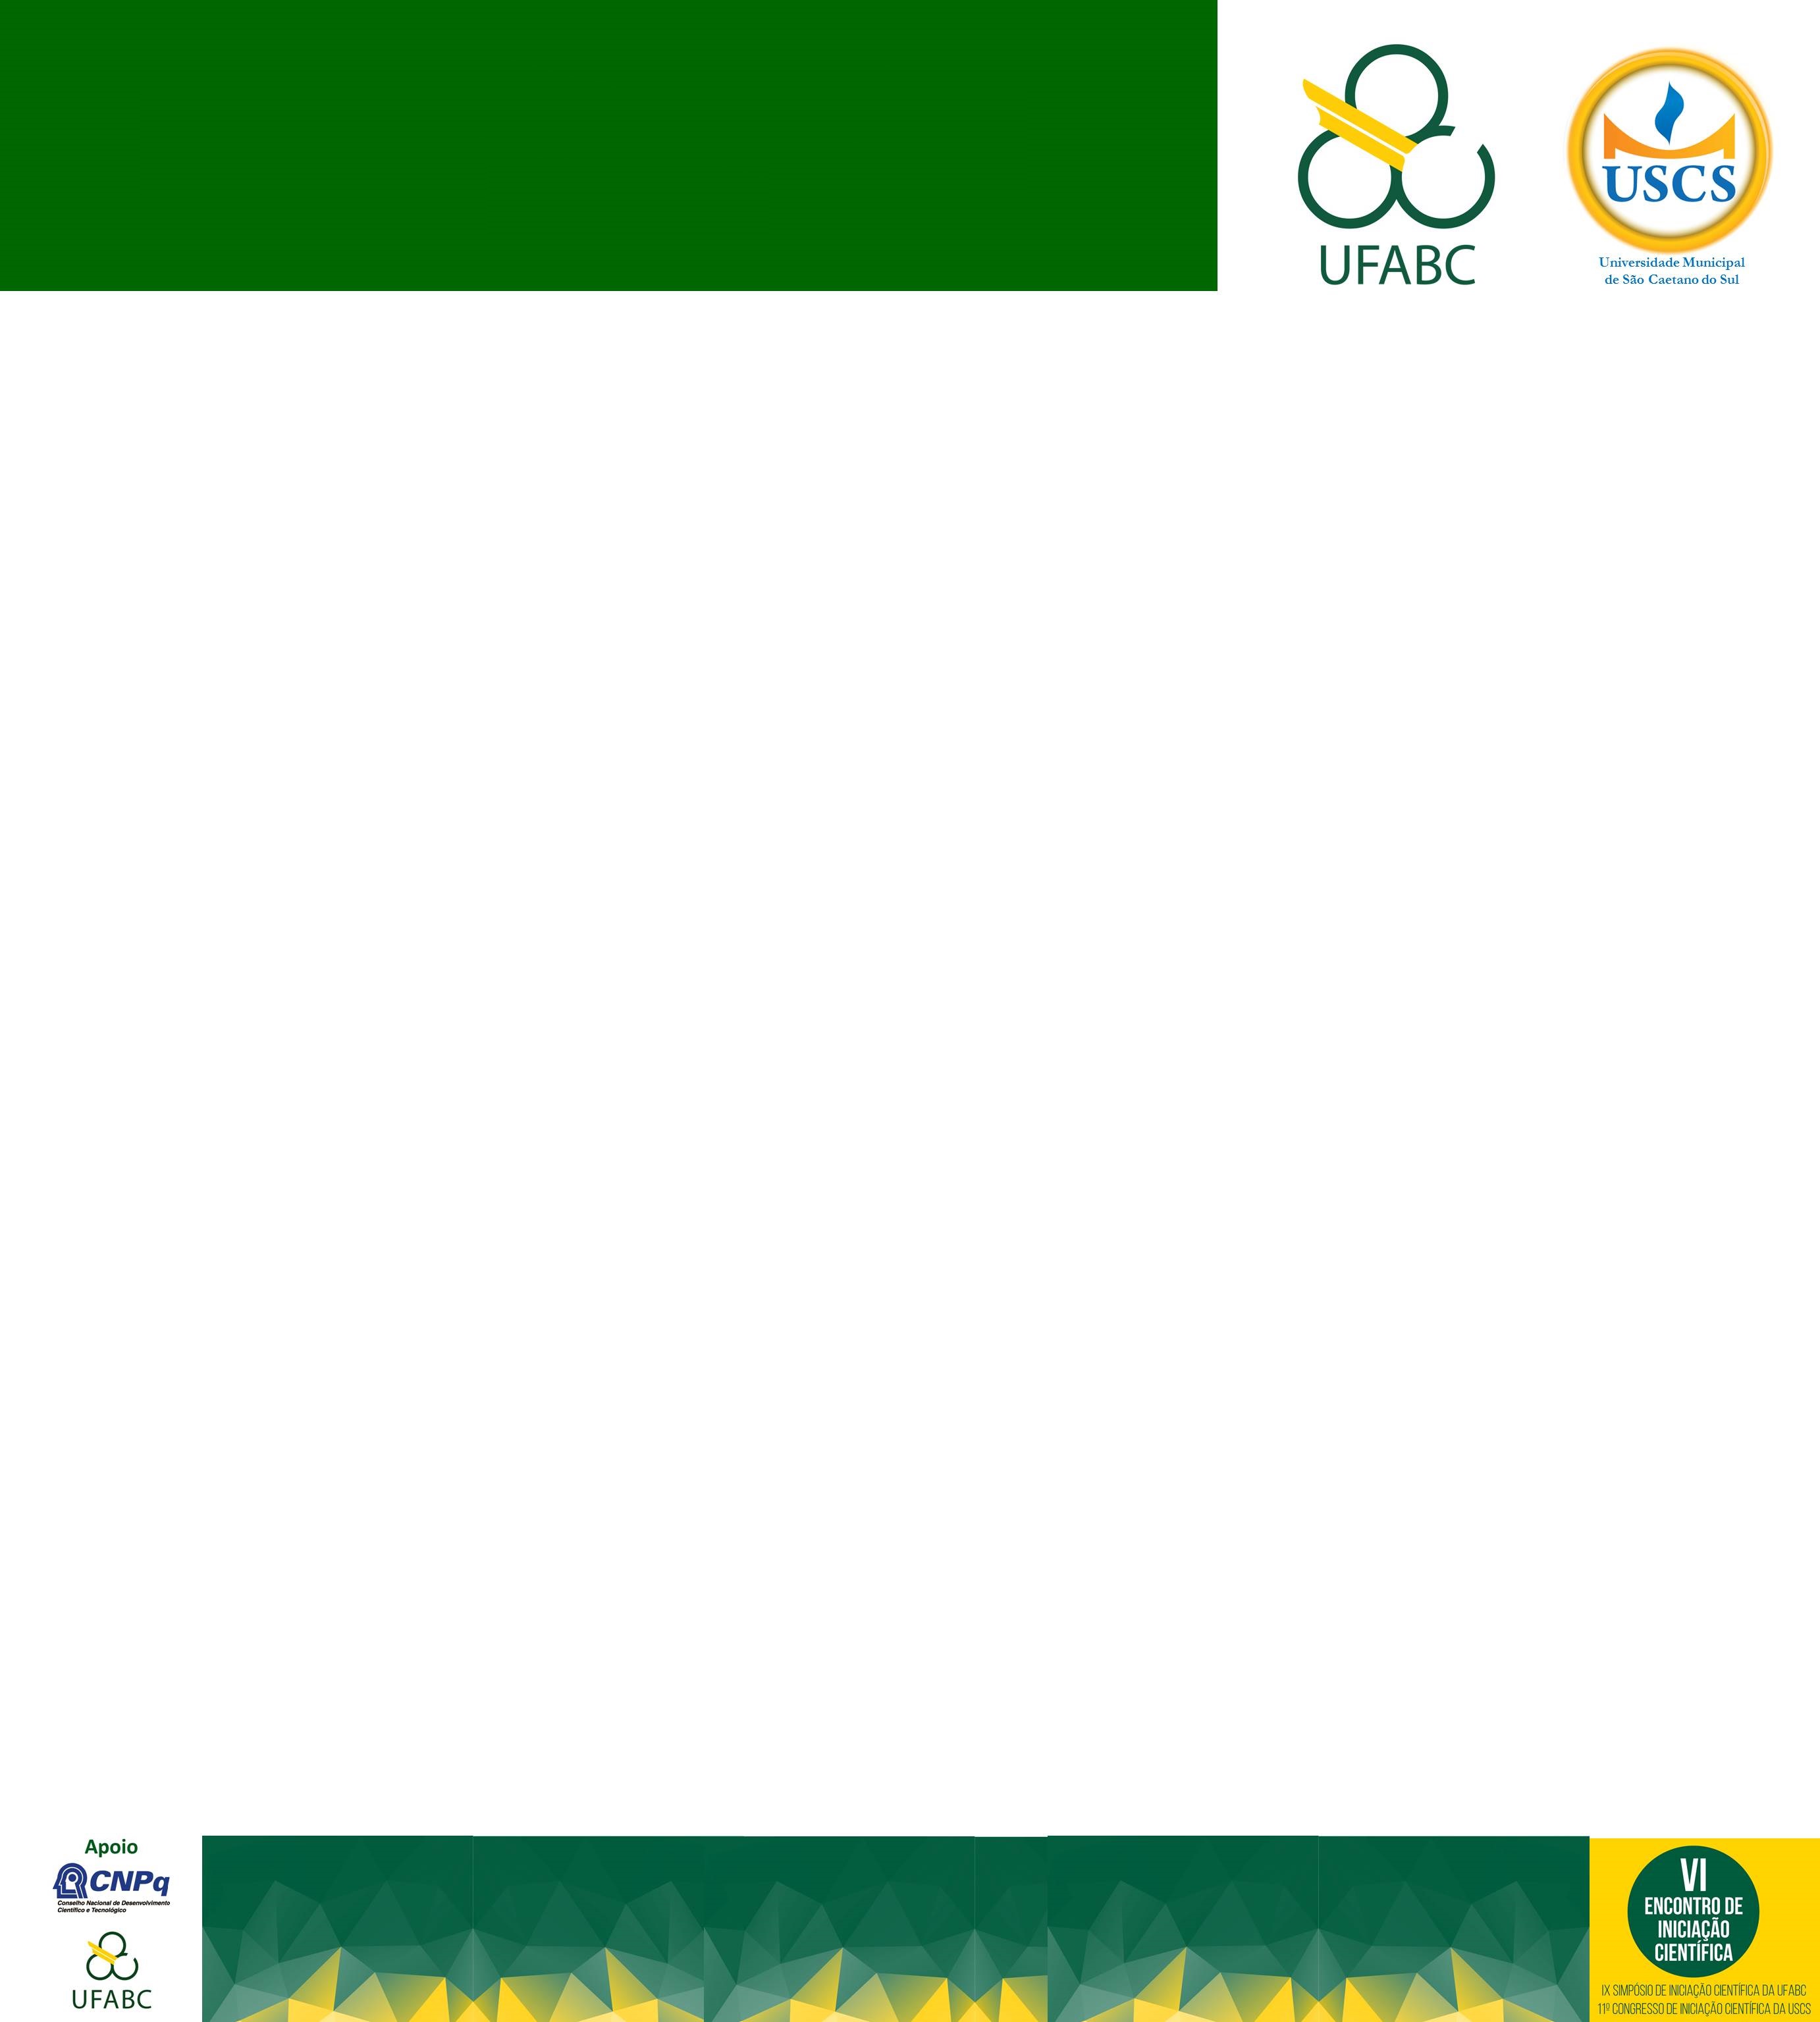 UFABC
USCS
Universidade Municipal
de São Caetano do Sul
Apoio
CNPq
Conselho Nacional de Desenvolvimento
Científico e Tecnológico
UFABC
VI
ENCONTRO DE
INICIAÇÃO
CIENTÍFICA
IX SIMPÓSIO DE INICIAÇÃO CIENTÍFICA DA UFABC
11º CONGRESSO DE INICIAÇÃO CIENTÍFICA DA USCS